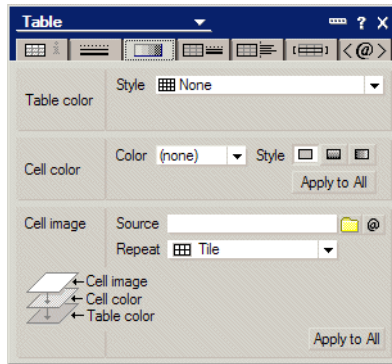 Table ? X
<@>
Table color Style None
Cell color Color (none) Style
Apply to All
Cell image Source @
Repeat Tile
Cell image
Cell color
Table color
Apply to All